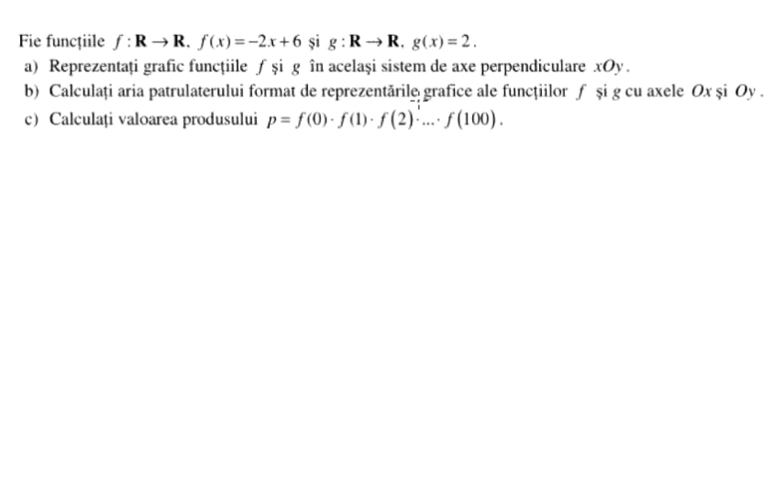 Fie funcțiile f : R → R, f(x) = −2x + 6 și g : R → R, g(x) = 2.
a) Reprezentați grafic funcțiile f și g în același sistem de axe perpendiculare xOy.
b) Calculați aria patrulaterului format de reprezentările grafice ale funcțiilor f și g cu axele Ox și Oy.
c) Calculați valoarea produsului p = f(0) · f(1) · f(2) · ... · f(100).